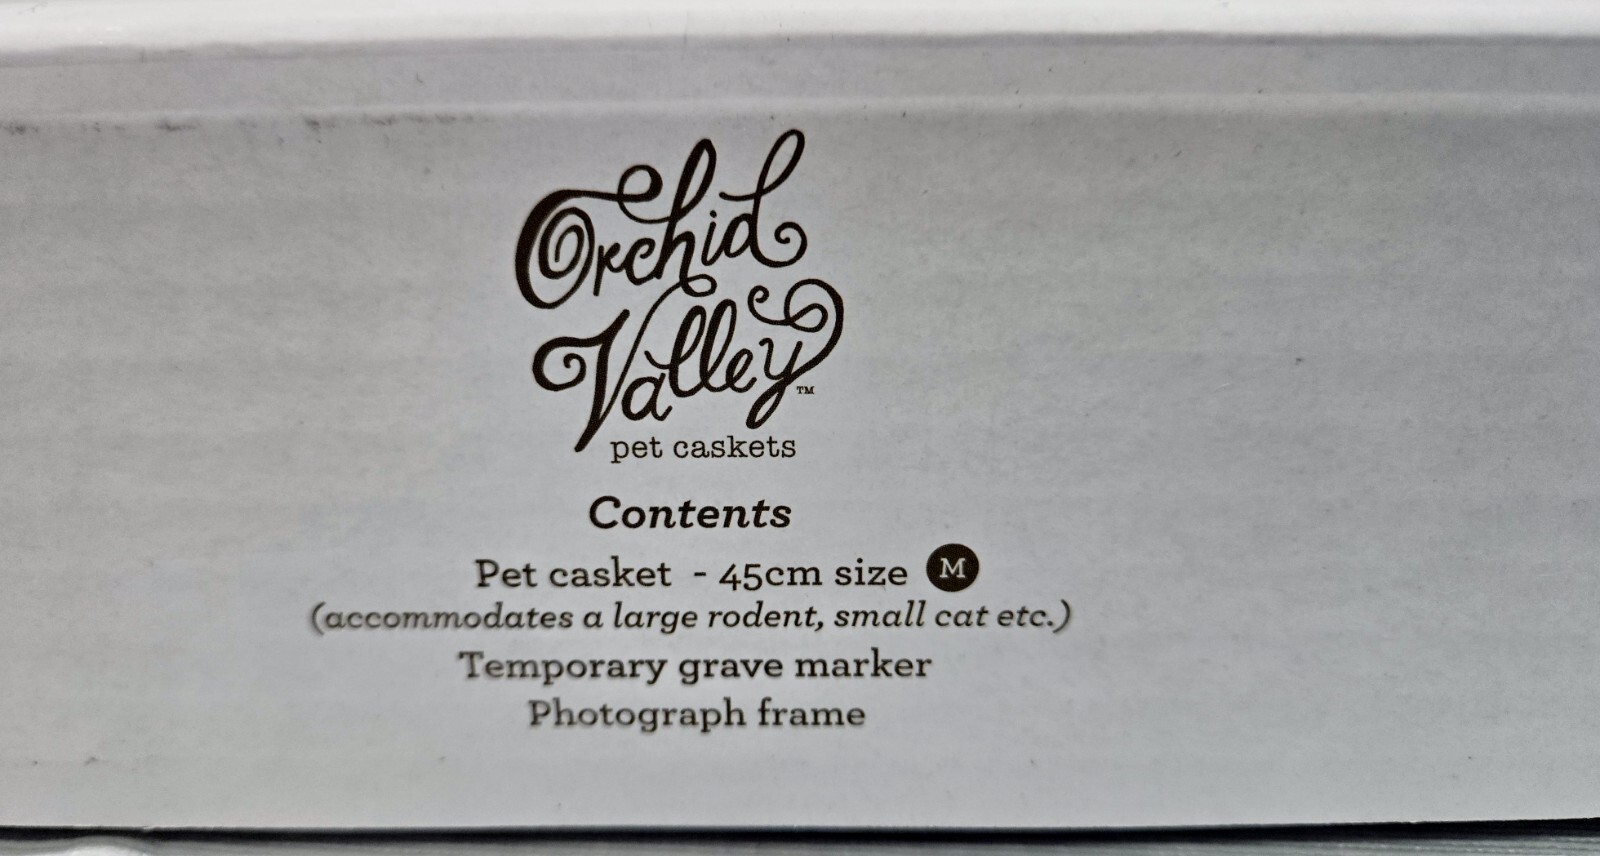 Orchid
Valley™
pet caskets
Contents
Pet casket - 45cm size M
(accommodates a large rodent, small cat etc.)
Temporary grave marker
Photograph frame